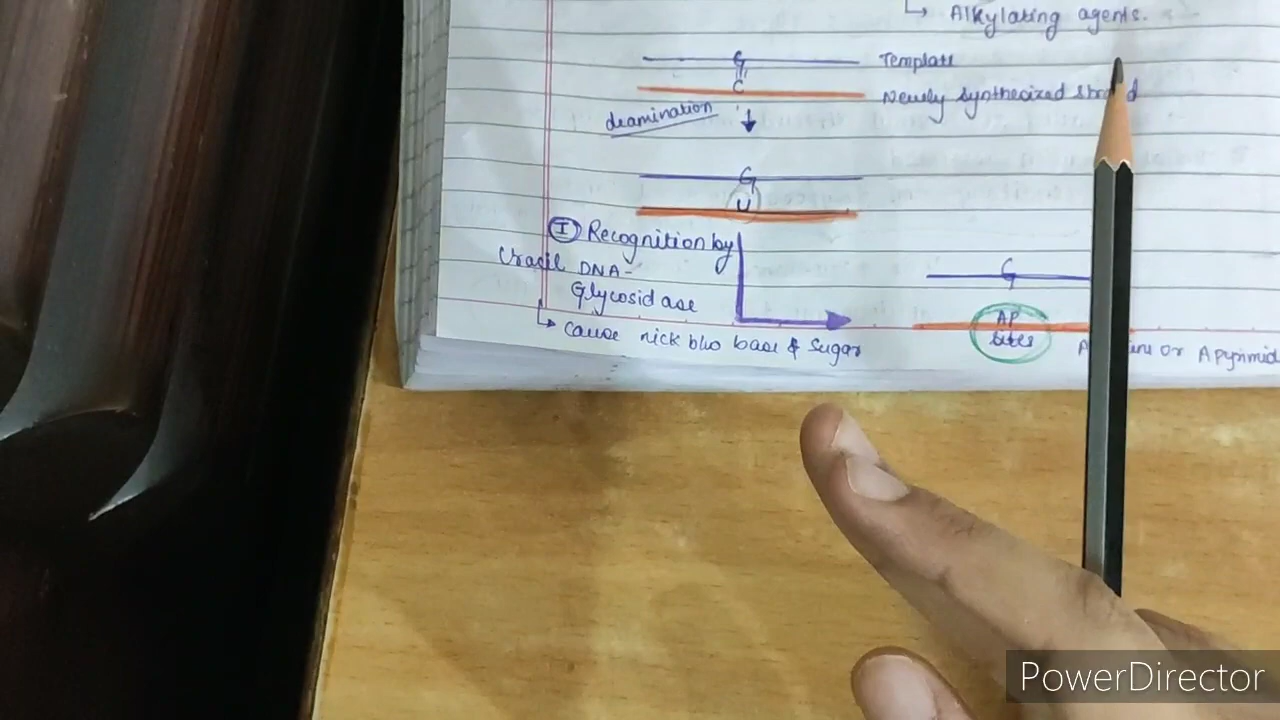 ↳ Alkylating agents.
G Template
C
Newly synthesized
deamination
G
U
I Recognition by
Uracil DNA-
Glycosidase
G
↳ cause nick b/w base & sugar
AP
sites
or Apyrimid
PowerDirector